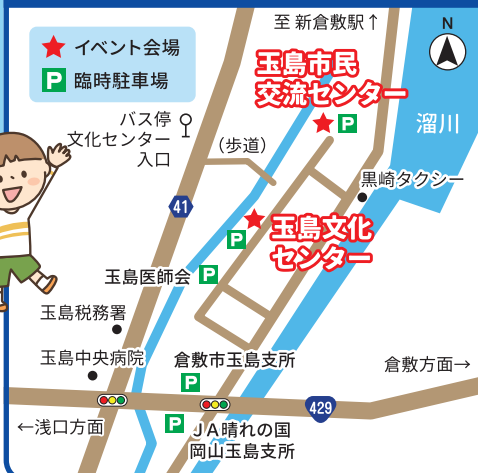 至 新倉敷駅↑
N
イベント会場
P 臨時駐車場
玉島市民
交流センター
P
溜川
バス停
文化センター
入口
(歩道)
黒崎タクシー
41
玉島文化
センター
P
玉島医師会
P
玉島税務署
玉島中央病院
倉敷市玉島支所
P
倉敷方面→
429
←浅口方面
P
JA晴れの国
岡山玉島支所